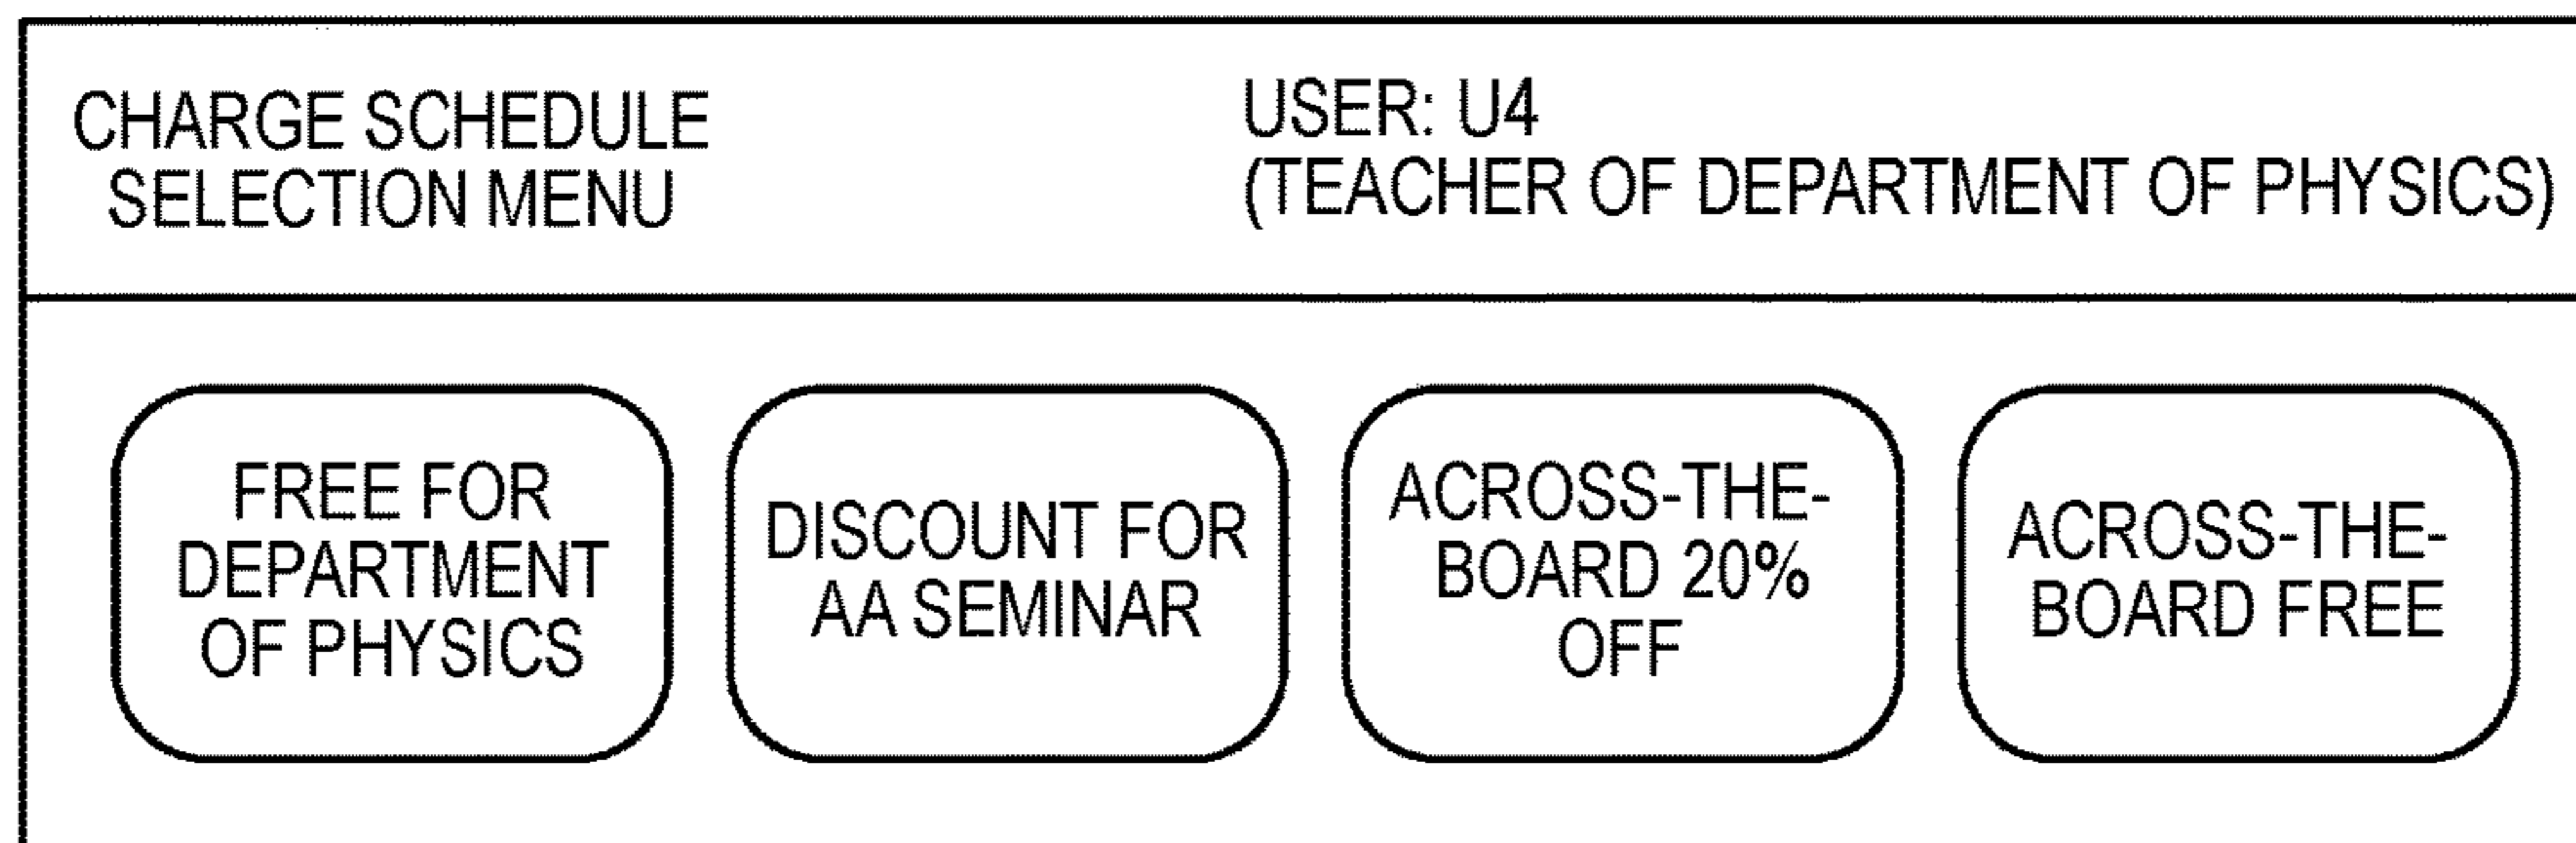 CHARGE SCHEDULE
SELECTION MENU
USER: U4
(TEACHER OF DEPARTMENT OF PHYSICS)
FREE FOR
DEPARTMENT
OF PHYSICS
DISCOUNT FOR
AA SEMINAR
ACROSS-THE-
BOARD 20%
OFF
ACROSS-THE-
BOARD FREE